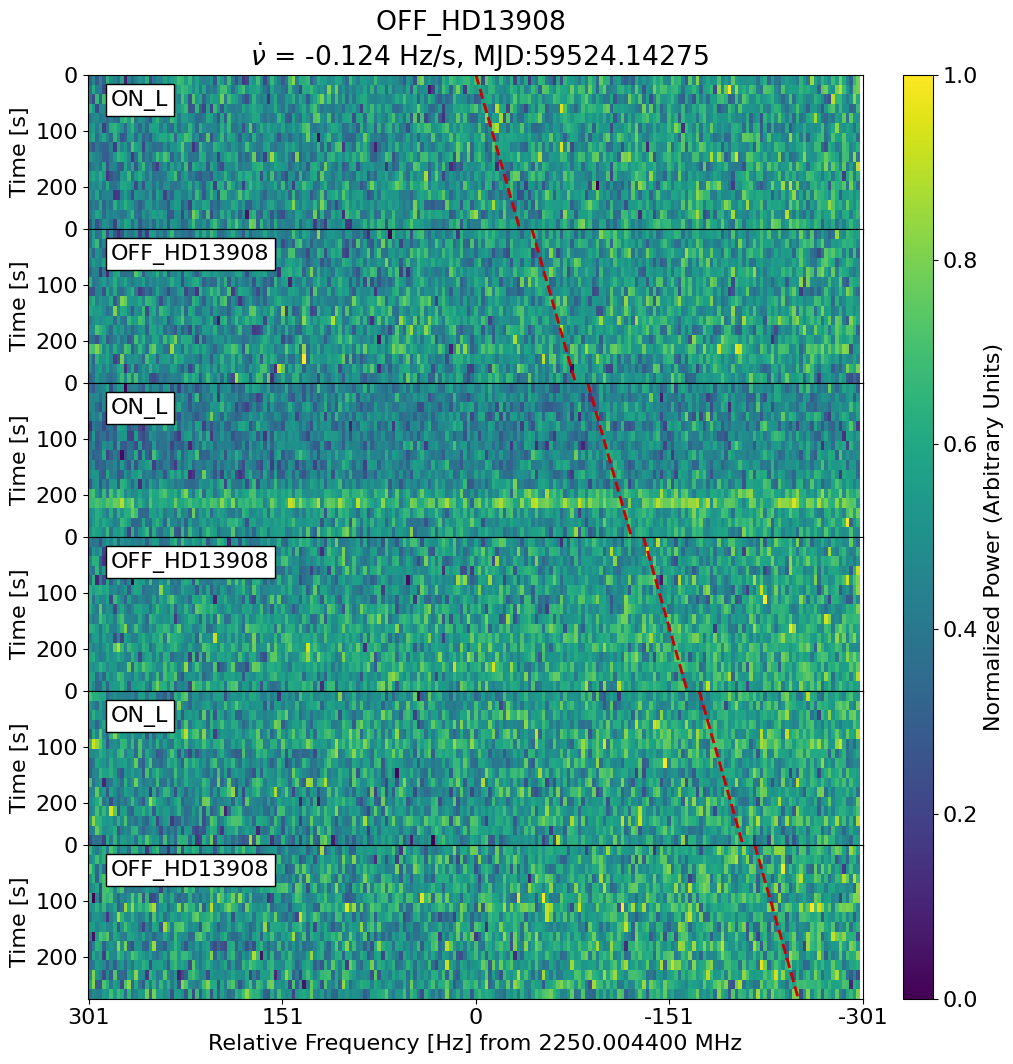 OFF_HD13908
ν̇ = -0.124 Hz/s, MJD:59524.14275
0
ON_L
100
200
Time [s]
0
OFF_HD13908
100
200
Time [s]
0
ON_L
100
200
Time [s]
0
OFF_HD13908
100
200
Time [s]
0
ON_L
100
200
Time [s]
0
OFF_HD13908
100
200
Time [s]
301 151 0 -151 -301
Relative Frequency [Hz] from 2250.004400 MHz
1.0
0.8
0.6
0.4
0.2
0.0
Normalized Power (Arbitrary Units)